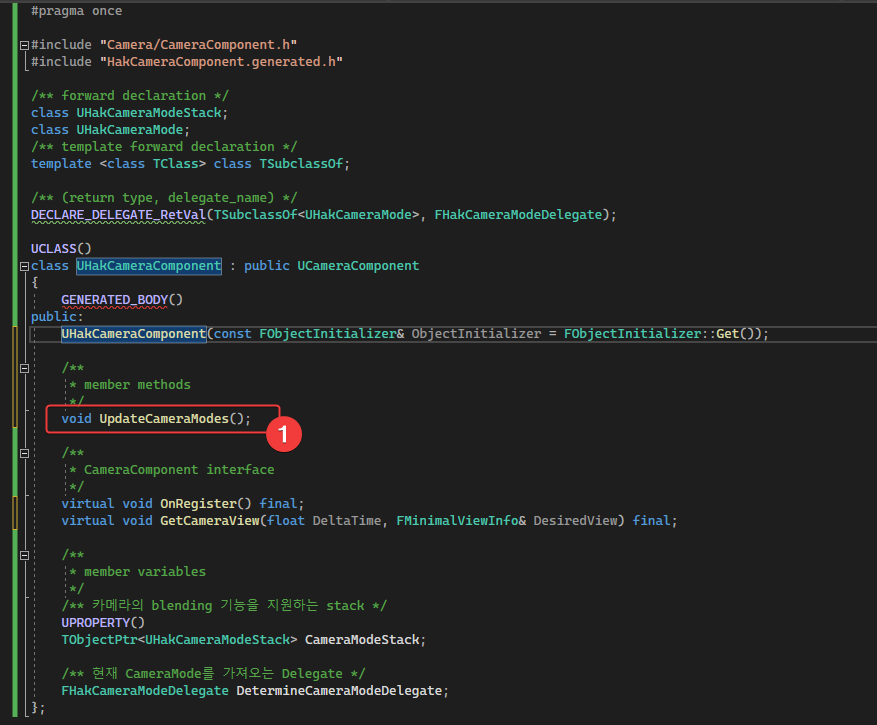 #pragma once
#include "Camera/CameraComponent.h"
#include "HakCameraComponent.generated.h"
/** forward declaration */
class UHakCameraModeStack;
class UHakCameraMode;
/** template forward declaration */
template <class TClass> class TSubclassOf;
/** (return type, delegate_name) */
DECLARE_DELEGATE_RetVal(TSubclassOf<UHakCameraMode>, FHakCameraModeDelegate);
UCLASS()
class UHakCameraComponent : public UCameraComponent
{
GENERATED_BODY()
public:
UHakCameraComponent(const FObjectInitializer& ObjectInitializer = FObjectInitializer::Get());
/**
* member methods
*/
void UpdateCameraModes();
1
/**
* CameraComponent interface
*/
virtual void OnRegister() final;
virtual void GetCameraView(float DeltaTime, FMinimalViewInfo& DesiredView) final;
/**
* member variables
*/
/** 카메라의 blending 기능을 지원하는 stack */
UPROPERTY()
TObjectPtr<UHakCameraModeStack> CameraModeStack;
/** 현재 CameraMode를 가져오는 Delegate */
FHakCameraModeDelegate DetermineCameraModeDelegate;
};